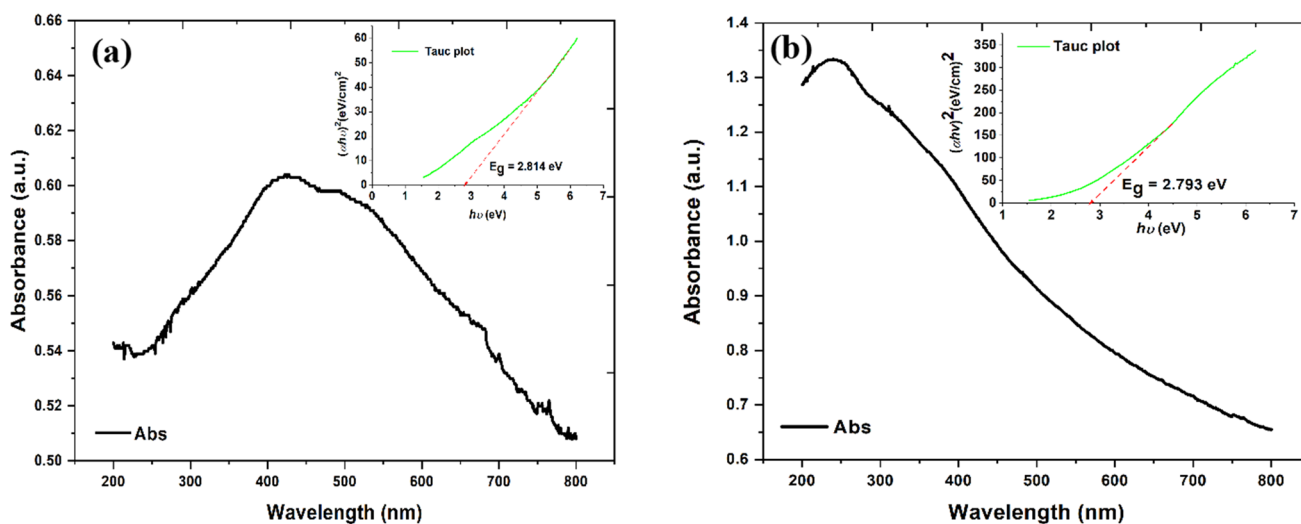 (a)
0.66
0.64
0.62
0.60
0.58
0.56
0.54
0.52
0.50
Absorbance (a.u.)
200 300 400 500 600 700 800
Wavelength (nm)
Abs
60
50
40
30
20
10
0
(αhυ)²(eV/cm)²
Tauc plot
Eg = 2.814 eV
1 2 3 4 5 6 7
hυ (eV)
(b)
1.4
1.3
1.2
1.1
1.0
0.9
0.8
0.7
0.6
Absorbance (a.u.)
200 300 400 500 600 700 800
Wavelength (nm)
Abs
350
300
250
200
150
100
50
0
(αhν)²(eV/cm)²
Tauc plot
Eg = 2.793 eV
1 2 3 4 5 6 7
hυ (eV)